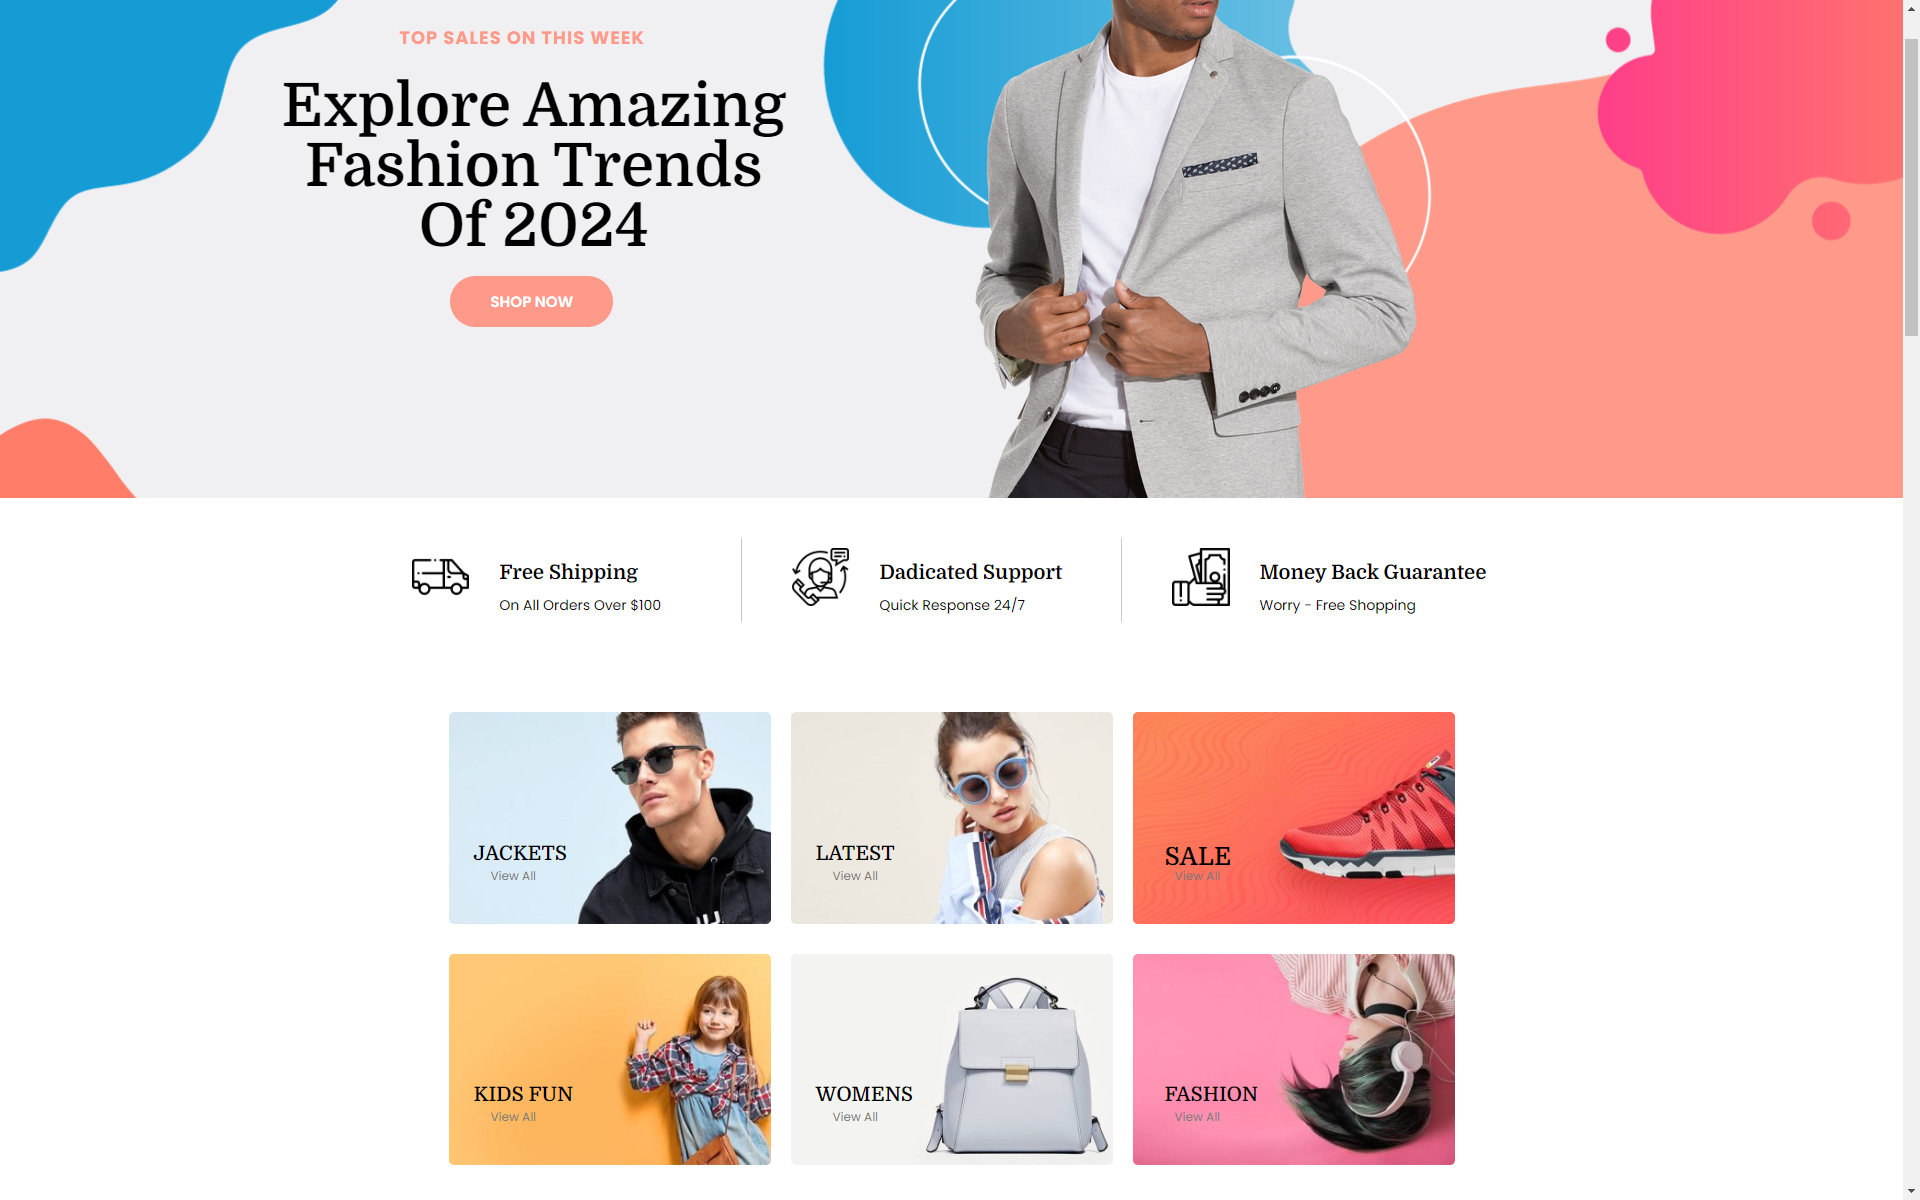 TOP SALES ON THIS WEEK
Explore Amazing
Fashion Trends
Of 2024
SHOP NOW
Free Shipping
On All Orders Over $100
Dadicated Support
Quick Response 24/7
Money Back Guarantee
Worry - Free Shopping
JACKETS
View All
LATEST
View All
SALE
View All
KIDS FUN
View All
WOMENS
View All
FASHION
View All